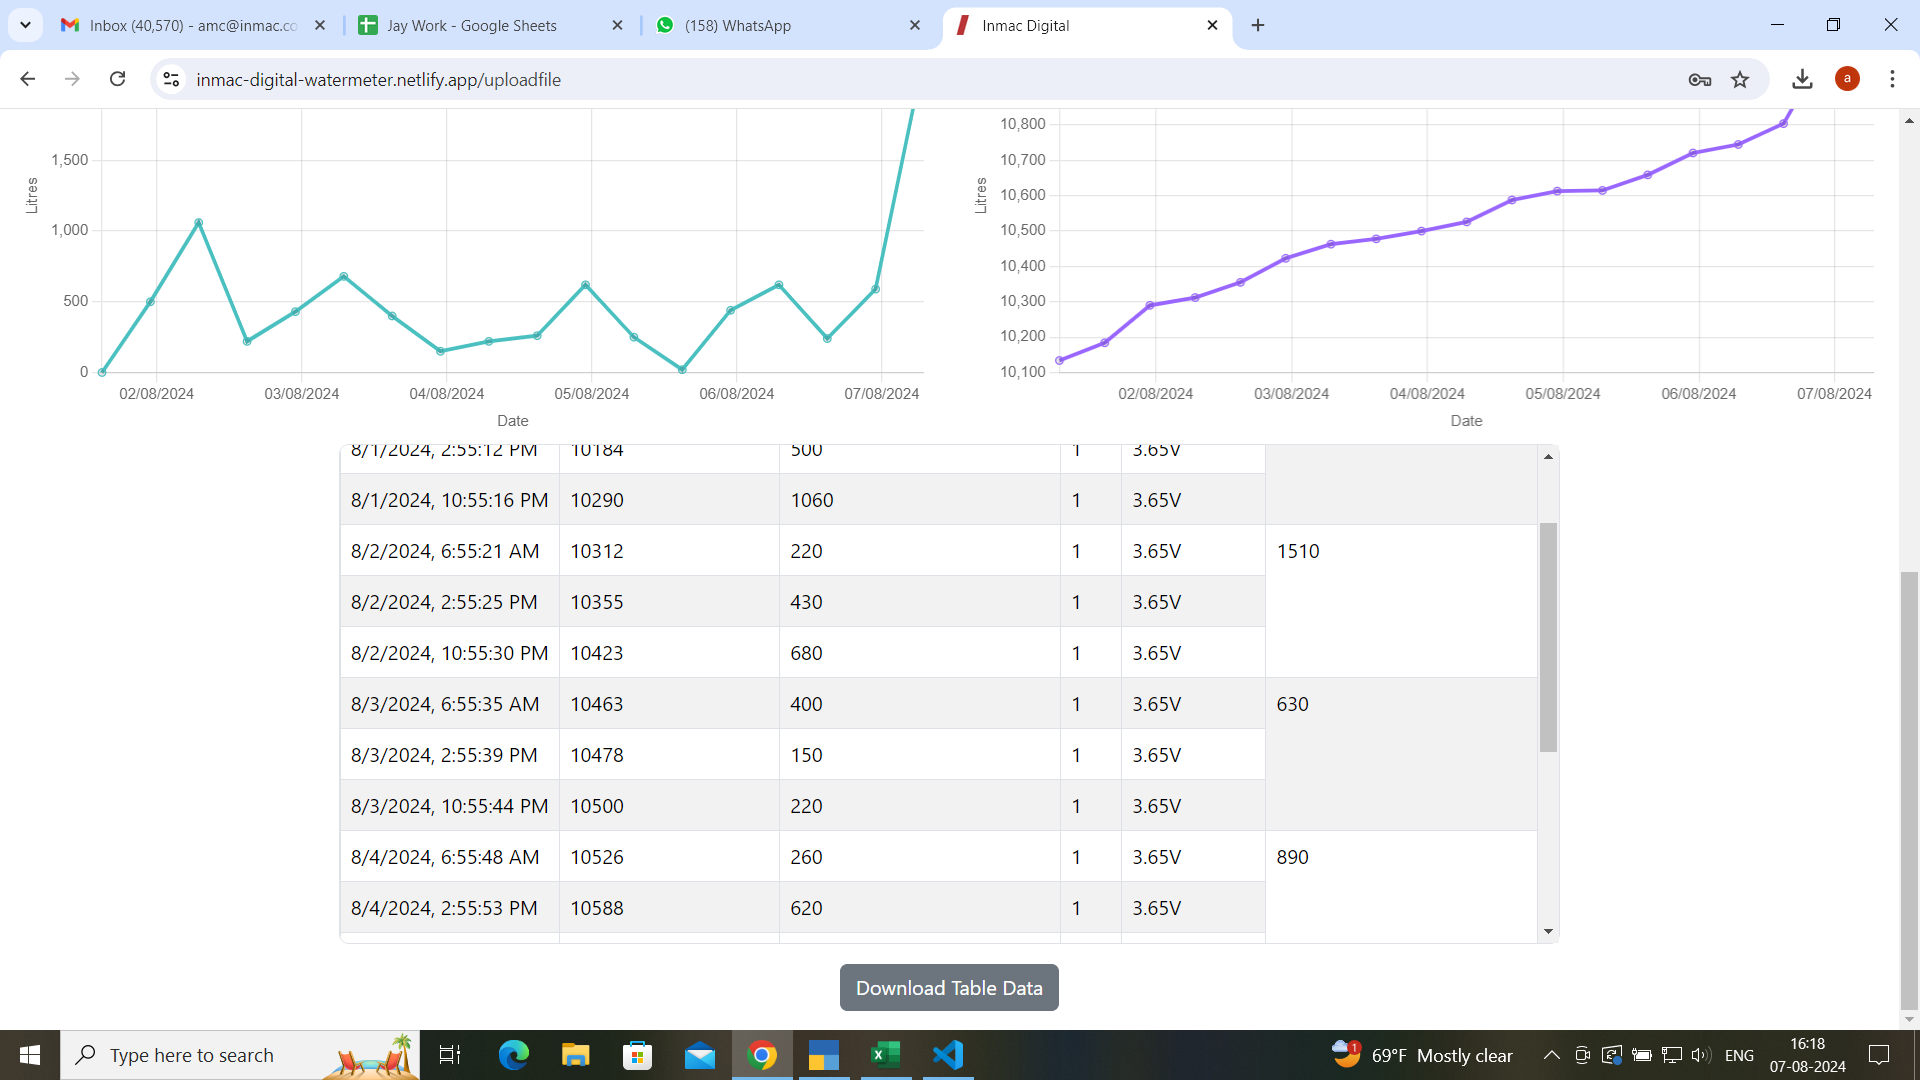 Inbox (40,570) - amc@inmac.co
Jay Work - Google Sheets
(158) WhatsApp
Inmac Digital
inmac-digital-watermeter.netlify.app/uploadfile
a
1,500
1,000
500
0
Litres
02/08/2024 03/08/2024 04/08/2024 05/08/2024 06/08/2024 07/08/2024
Date
10,800
10,700
10,600
10,500
10,400
10,300
10,200
10,100
Litres
02/08/2024 03/08/2024 04/08/2024 05/08/2024 06/08/2024 07/08/2024
Date
8/1/2024, 2:55:12 PM 10184 500 1 3.65V
8/1/2024, 10:55:16 PM 10290 1060 1 3.65V
8/2/2024, 6:55:21 AM 10312 220 1 3.65V 1510
8/2/2024, 2:55:25 PM 10355 430 1 3.65V
8/2/2024, 10:55:30 PM 10423 680 1 3.65V
8/3/2024, 6:55:35 AM 10463 400 1 3.65V 630
8/3/2024, 2:55:39 PM 10478 150 1 3.65V
8/3/2024, 10:55:44 PM 10500 220 1 3.65V
8/4/2024, 6:55:48 AM 10526 260 1 3.65V 890
8/4/2024, 2:55:53 PM 10588 620 1 3.65V
Download Table Data
Type here to search
1
69°F Mostly clear
ENG
16:18
07-08-2024